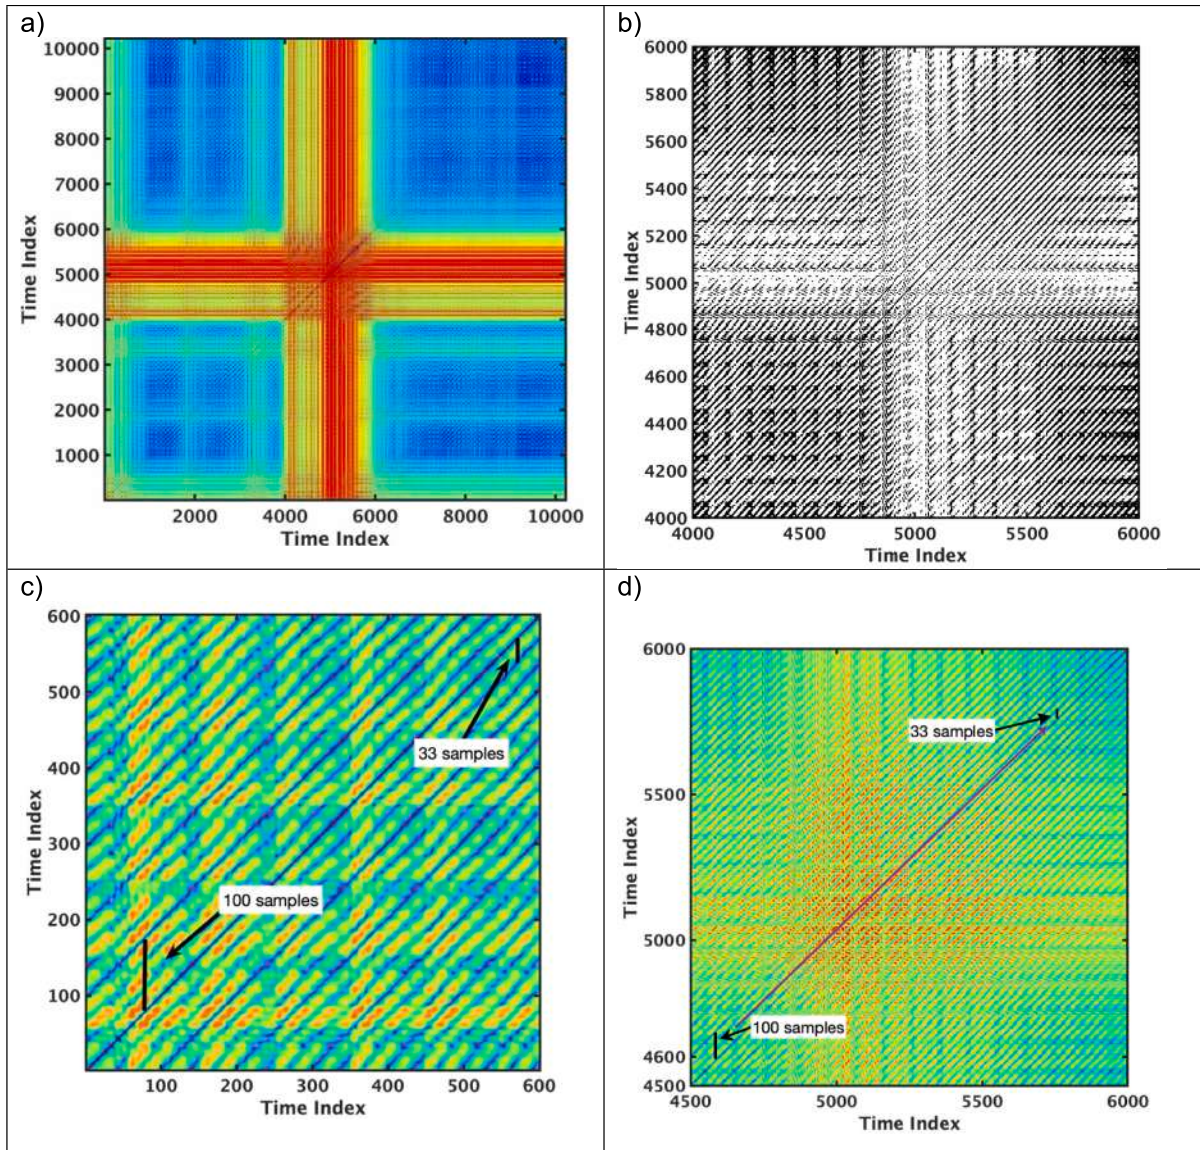 a)
10000
9000
8000
7000
6000
5000
4000
3000
2000
1000
Time Index
2000 4000 6000 8000 10000
Time Index
b)
6000
5800
5600
5400
5200
5000
4800
4600
4400
4200
4000
Time Index
4000 4500 5000 5500 6000
Time Index
c)
600
500
400
300
200
100
Time Index
33 samples
100 samples
100 200 300 400 500 600
Time Index
d)
6000
5500
5000
4600
4500
Time Index
33 samples
100 samples
4500 5000 5500 6000
Time Index